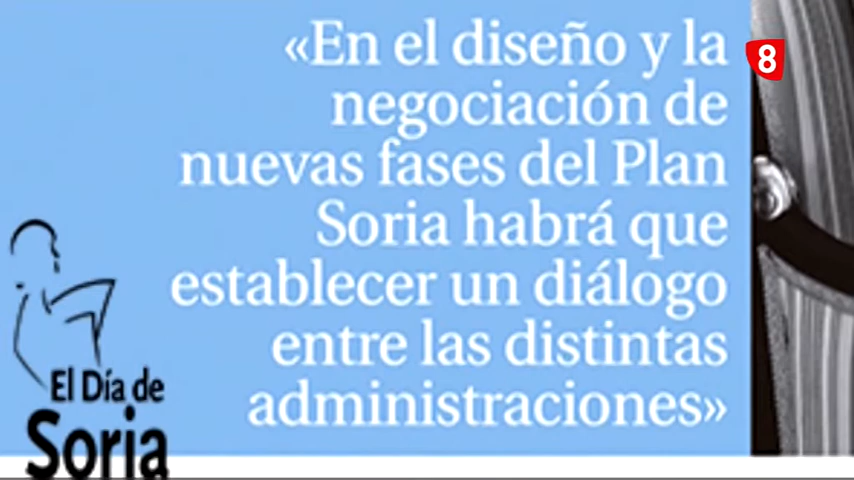 «En el diseño y la
negociación de
nuevas fases del Plan
Soria habrá que
establecer un diálogo
entre las distintas
administraciones»
8
El Día de
Soria